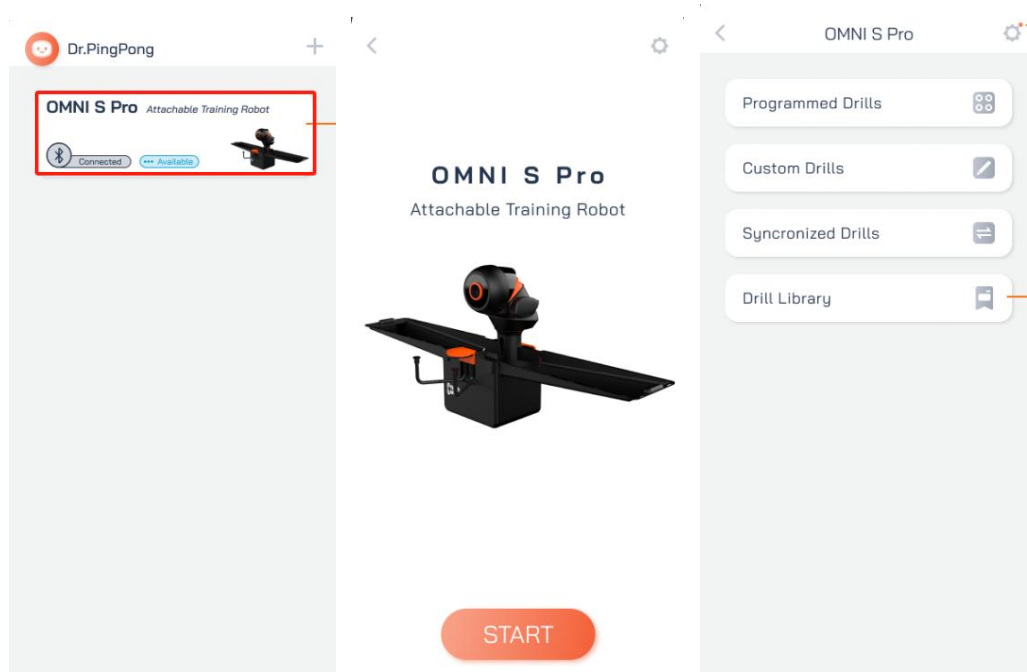 Dr.PingPong
OMNI S Pro Attachable Training Robot
Connected ••• Available
OMNI S Pro
Attachable Training Robot
START
OMNI S Pro
Programmed Drills
Custom Drills
Syncronized Drills
Drill Library